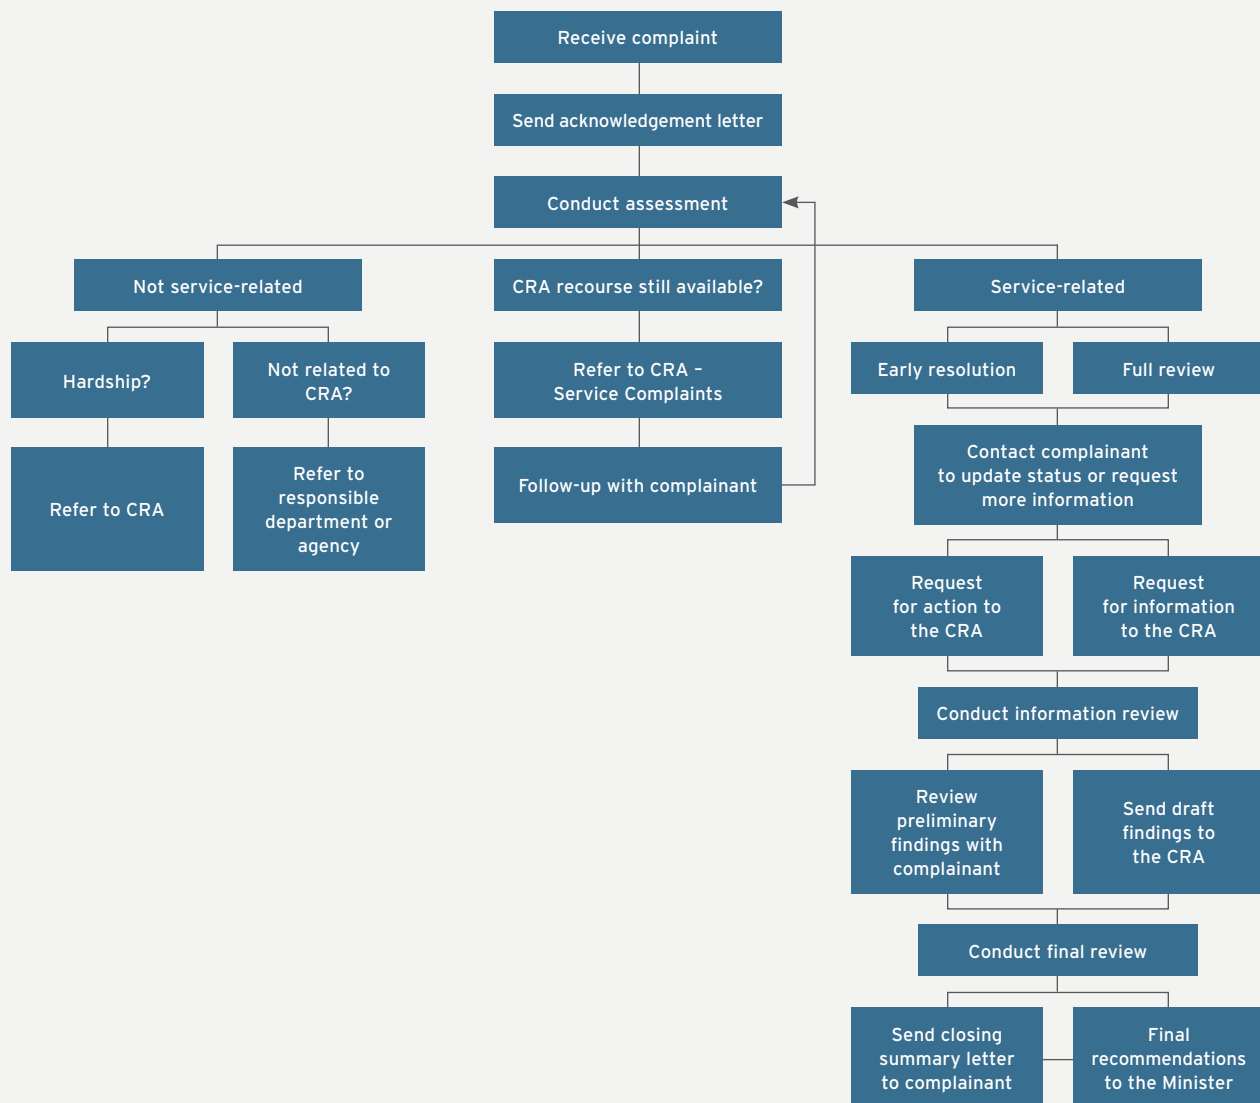 Receive complaint
Send acknowledgement letter
Conduct assessment
Not service-related
CRA recourse still available?
Service-related
Hardship?
Not related to
CRA?
Refer to CRA –
Service Complaints
Early resolution
Full review
Refer to CRA
Refer to
responsible
department or
agency
Follow-up with complainant
Contact complainant
to update status or request
more information
Request
for action to
the CRA
Request
for information
to the CRA
Conduct information review
Review
preliminary
findings with
complainant
Send draft
findings to
the CRA
Conduct final review
Send closing
summary letter
to complainant
Final
recommendations
to the Minister